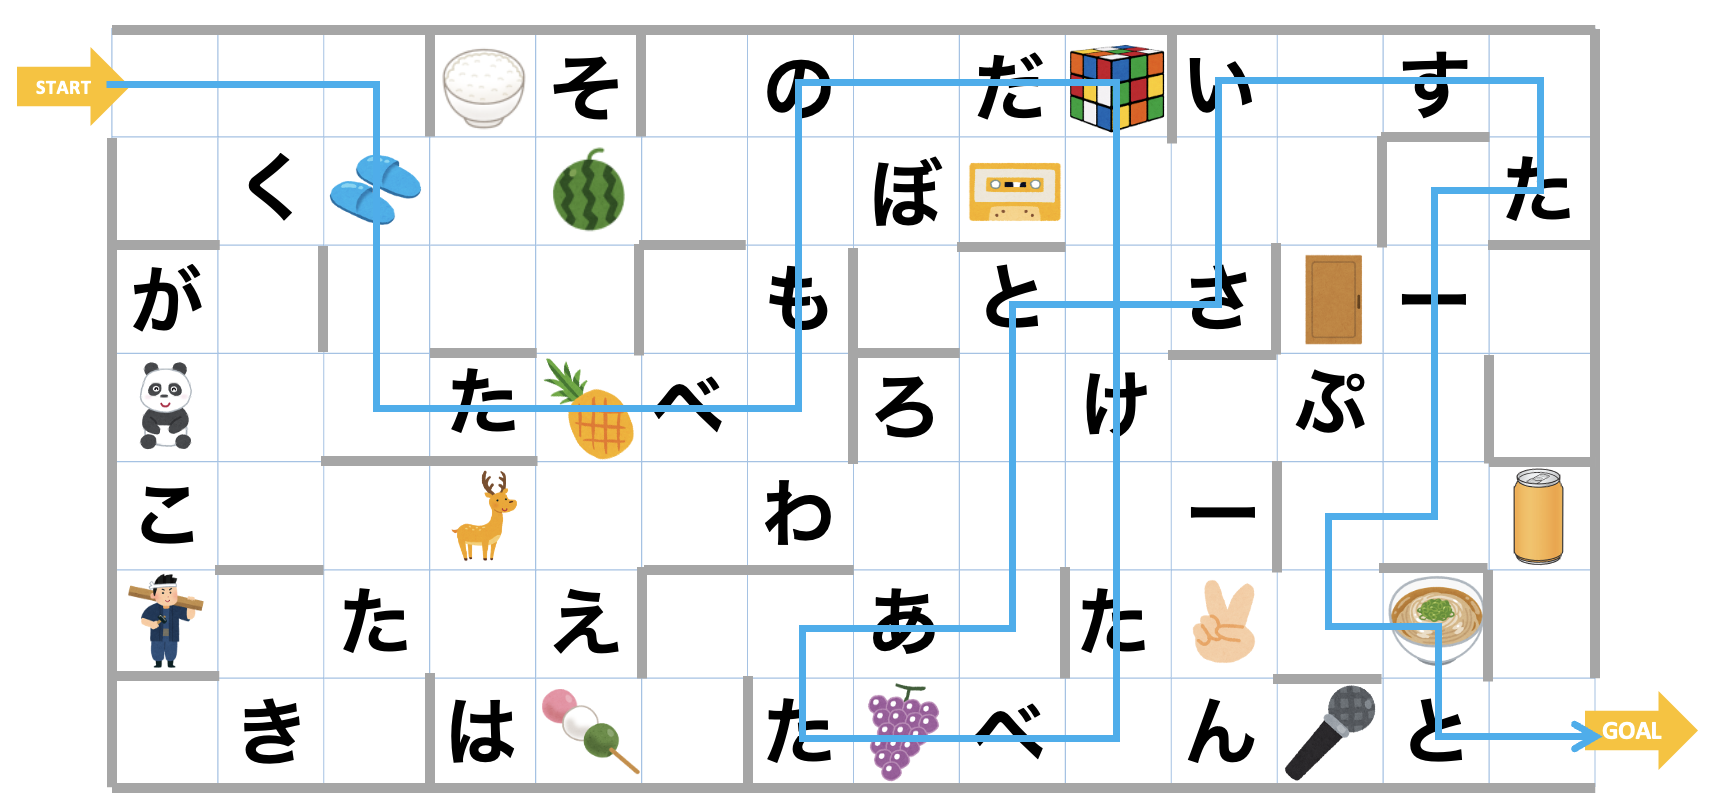 START
そ の だ い す
く ぼ た
が も と さ ー
た べ ろ け ぷ
こ わ ー
た え あ た
き は た べ ん と
GOAL